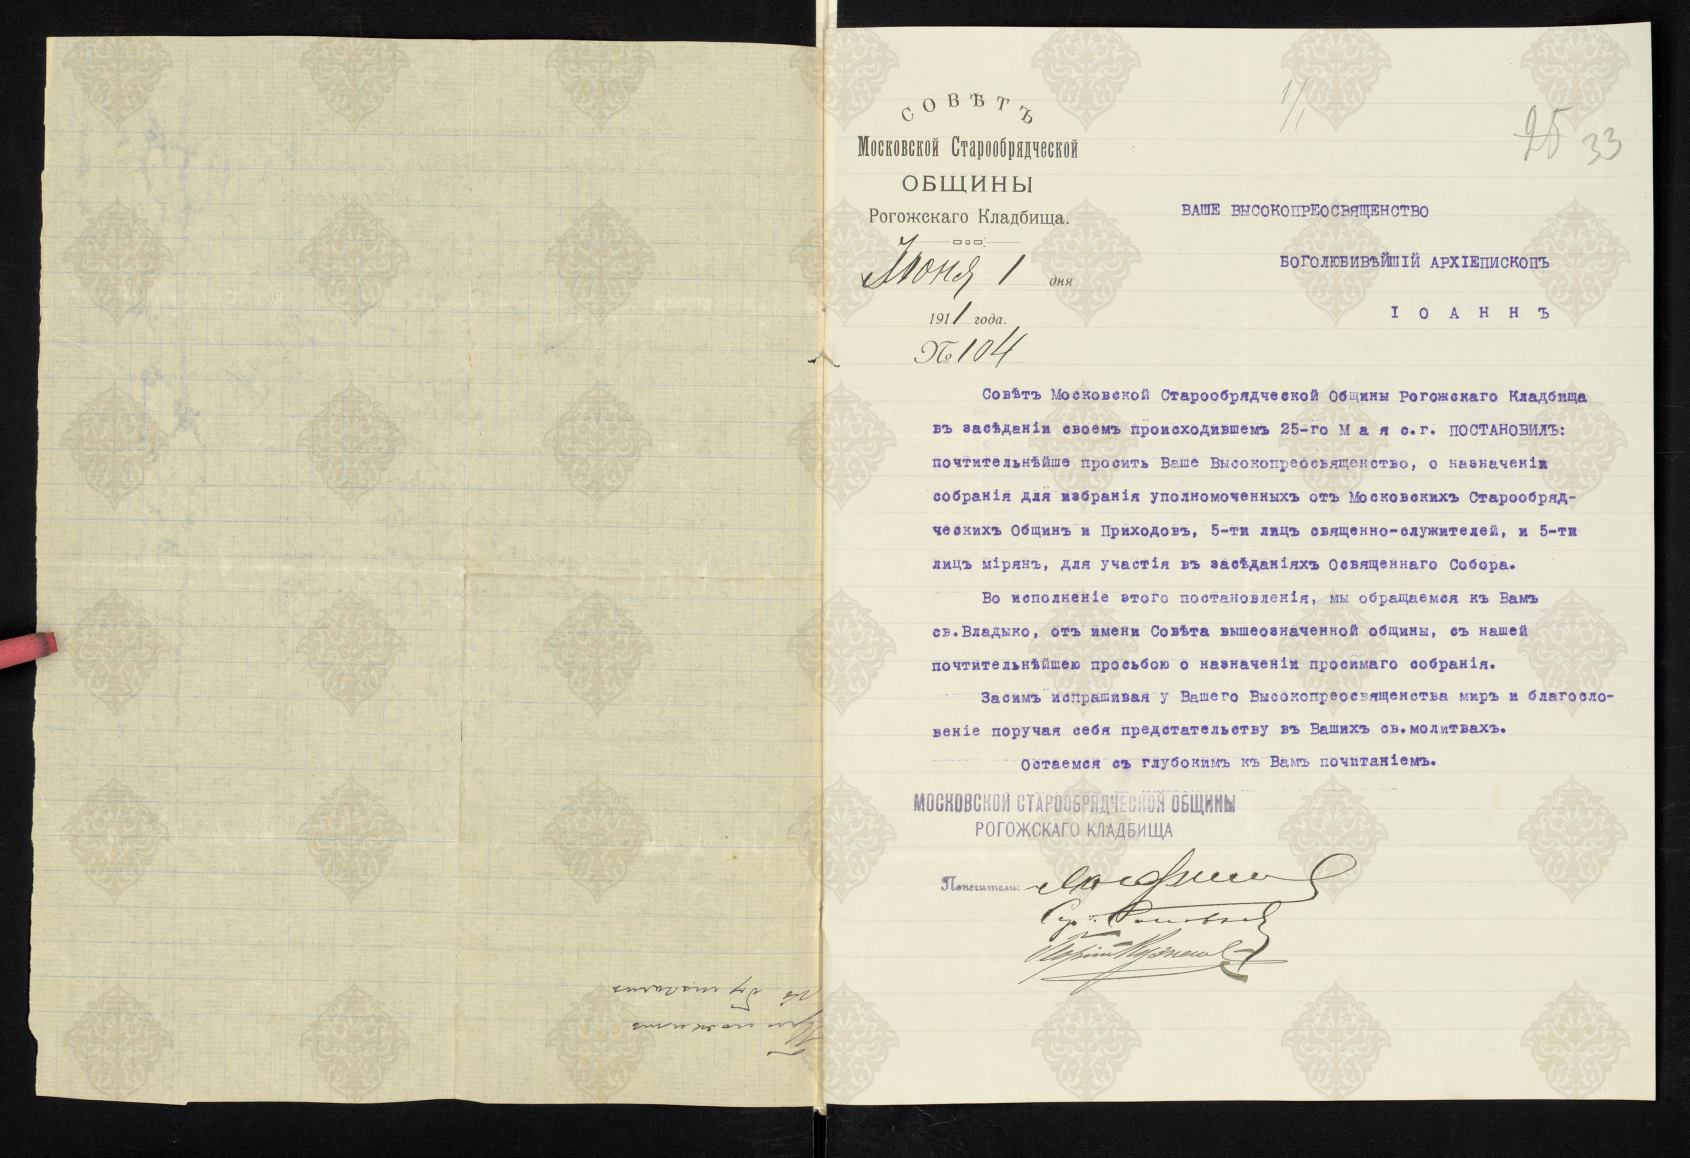 17/1
25 33
СОВѢТЪ
Московской Старообрядческой
ОБЩИНЫ
Рогожскаго Кладбища.
Іюня 1 дня
1911 года.
№ 104
ВАШЕ ВЫСОКОПРЕОСВЯЩЕНСТВО
БОГОЛЮБИВѢЙШІЙ АРХІЕПИСКОПЪ
І О А Н Н Ъ
Совѣтъ Московской Старообрядческой Общины Рогожскаго Кладбища
въ засѣданіи своемъ происходившемъ 25-го М а я с.г. ПОСТАНОВИЛЪ:
почтительнѣйше просить Ваше Высокопреосвященство, о назначеніи
собранія для избранія уполномоченныхъ отъ Московскихъ Старообряд-
ческихъ Общинъ и Приходовъ, 5-ти лицъ священно-служителей, и 5-ти
лицъ мірянъ, для участія въ засѣданіяхъ Освященнаго Собора.
Во исполненіе этого постановленія, мы обращаемся къ Вамъ
св.Владыко, отъ имени Совѣта вышеозначенной общины, съ нашей
почтительнѣйшею просьбою о назначеніи просимаго собранія.
Засимъ испрашивая у Вашего Высокопреосвященства миръ и благосло-
веніе поручая себя предстательству въ Вашихъ св.молитвахъ.
Остаемся съ глубокимъ къ Вамъ почитаніемъ.
МОСКОВСКОЙ СТАРООБРЯДЧЕСКОЙ ОБЩИНЫ
РОГОЖСКАГО КЛАДБИЩА
Попечители:
Кузнецов